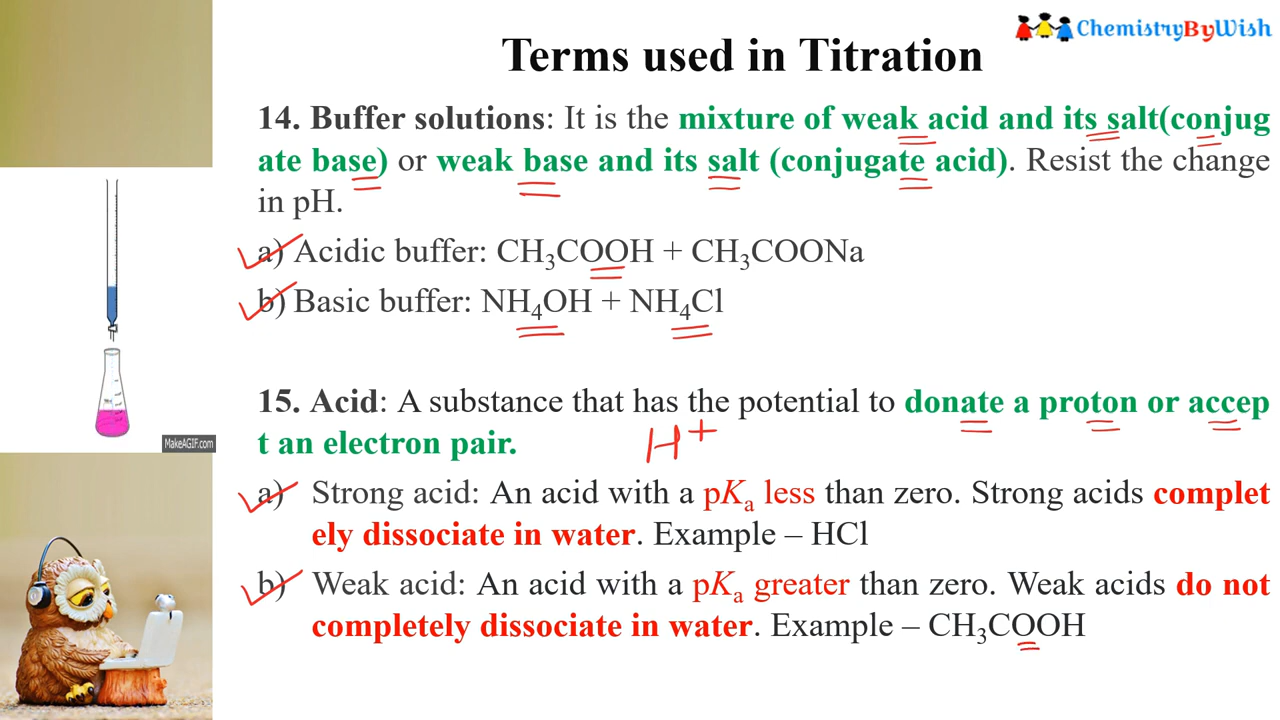 ChemistryByWish
Terms used in Titration
14. Buffer solutions: It is the mixture of weak acid and its salt(conjug
ate base) or weak base and its salt (conjugate acid). Resist the change
in pH.
a) Acidic buffer: CH₃COOH + CH₃COONa
b) Basic buffer: NH₄OH + NH₄Cl
15. Acid: A substance that has the potential to donate a proton or accep
t an electron pair.
H⁺
a) Strong acid: An acid with a pKₐ less than zero. Strong acids complet
ely dissociate in water. Example – HCl
b) Weak acid: An acid with a pKₐ greater than zero. Weak acids do not
completely dissociate in water. Example – CH₃COOH
MakeAGIF.com